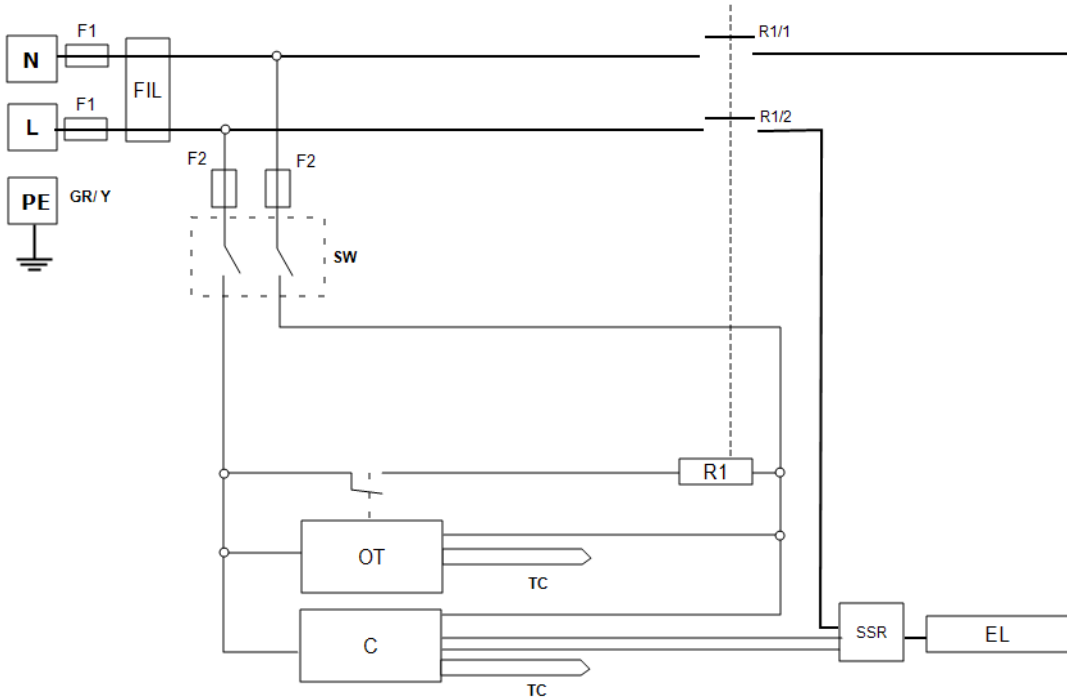 N
F1
FIL
R1/1
L
F1
R1/2
PE
GR/ Y
F2
F2
SW
R1
OT
TC
C
SSR
EL
TC